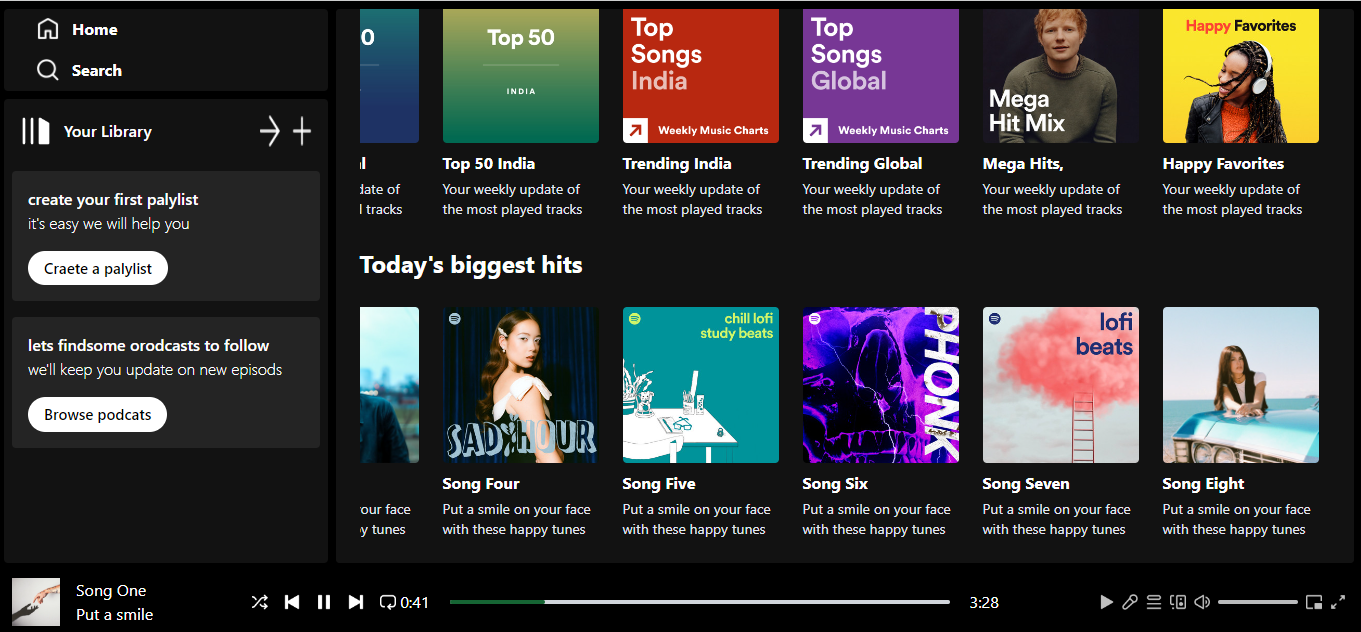 Home
Search
Your Library
create your first palylist
it's easy we will help you
Craete a palylist
lets findsome orodcasts to follow
we'll keep you update on new episods
Browse podcats
0
Top 50
INDIA
Top
Songs
India
Weekly Music Charts
Top
Songs
Global
Weekly Music Charts
Mega
Hit Mix
Happy Favorites
l
date of
l tracks
Top 50 India
Your weekly update of
the most played tracks
Trending India
Your weekly update of
the most played tracks
Trending Global
Your weekly update of
the most played tracks
Mega Hits,
Your weekly update of
the most played tracks
Happy Favorites
Your weekly update of
the most played tracks
Today's biggest hits
SAD HOUR
chill lofi
study beats
PHONK
lofi
beats
our face
y tunes
Song Four
Put a smile on your face
with these happy tunes
Song Five
Put a smile on your face
with these happy tunes
Song Six
Put a smile on your face
with these happy tunes
Song Seven
Put a smile on your face
with these happy tunes
Song Eight
Put a smile on your face
with these happy tunes
Song One
Put a smile
0:41
3:28